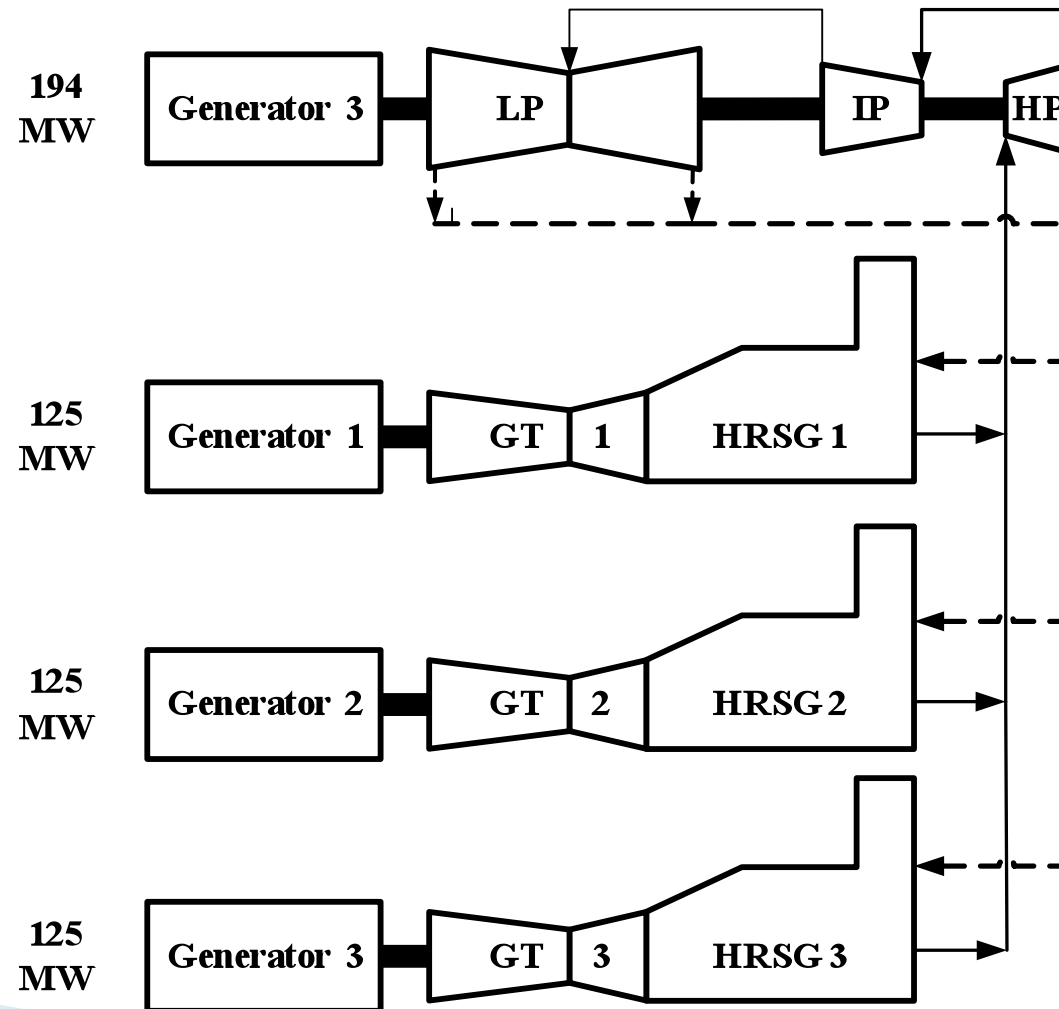 194
MW
Generator 3
LP
IP
HP
125
MW
Generator 1
GT
1
HRSG 1
125
MW
Generator 2
GT
2
HRSG 2
125
MW
Generator 3
GT
3
HRSG 3